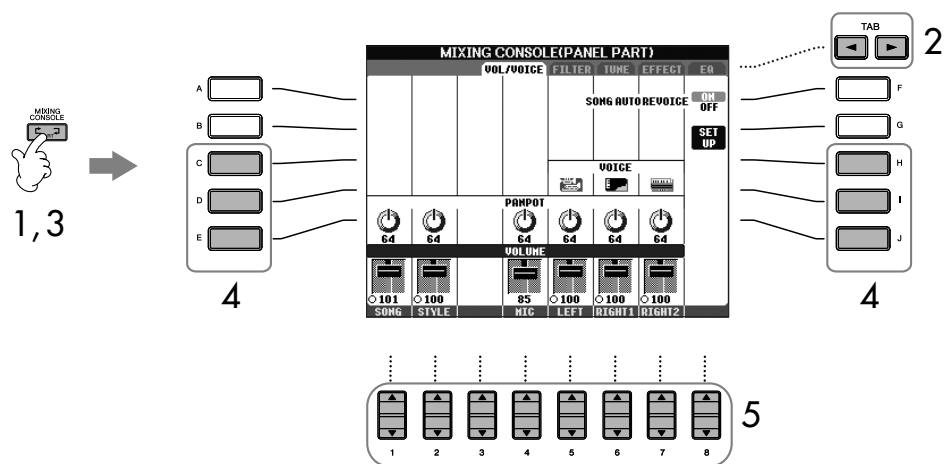 TAB
2
MIXING CONSOLE(PANEL PART)
VOL/VOICE FILTER TUNE EFFECT EQ
A
F
SONG AUTO REVOICE ON
OFF
MIXING
CONSOLE
B
G
SET
UP
C
H
VOICE
D
I
PANPOT
1, 3
E
J
64 64 64 64 64 64
VOLUME
4
4
101 100 85 100 100 100
SONG STYLE MIC LEFT RIGHT1 RIGHT2
5
1 2 3 4 5 6 7 8